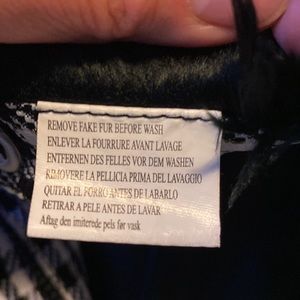 REMOVE FAKE FUR BEFORE WASH
ENLEVER LA FOURRURE AVANT LAVAGE
ENTFERNEN DES FELLES VOR DEM WASHEN
RIMOVERE LA PELLICIA PRIMA DEL LAVAGGIO
QUITAR EL FORRO ANTES DE LABARLO
RETIRAR A PELE ANTES DE LAVAR
Aftag den imiterede pels før vask